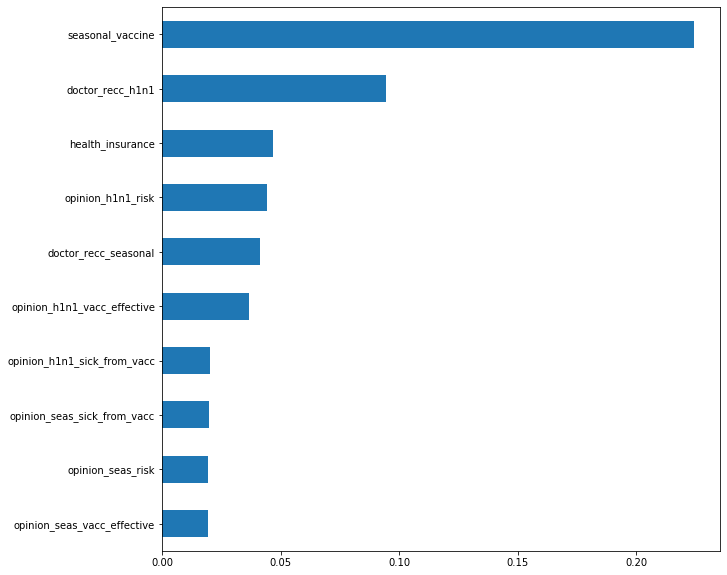 seasonal_vaccine
doctor_recc_h1n1
health_insurance
opinion_h1n1_risk
doctor_recc_seasonal
opinion_h1n1_vacc_effective
opinion_h1n1_sick_from_vacc
opinion_seas_sick_from_vacc
opinion_seas_risk
opinion_seas_vacc_effective
0.00 0.05 0.10 0.15 0.20